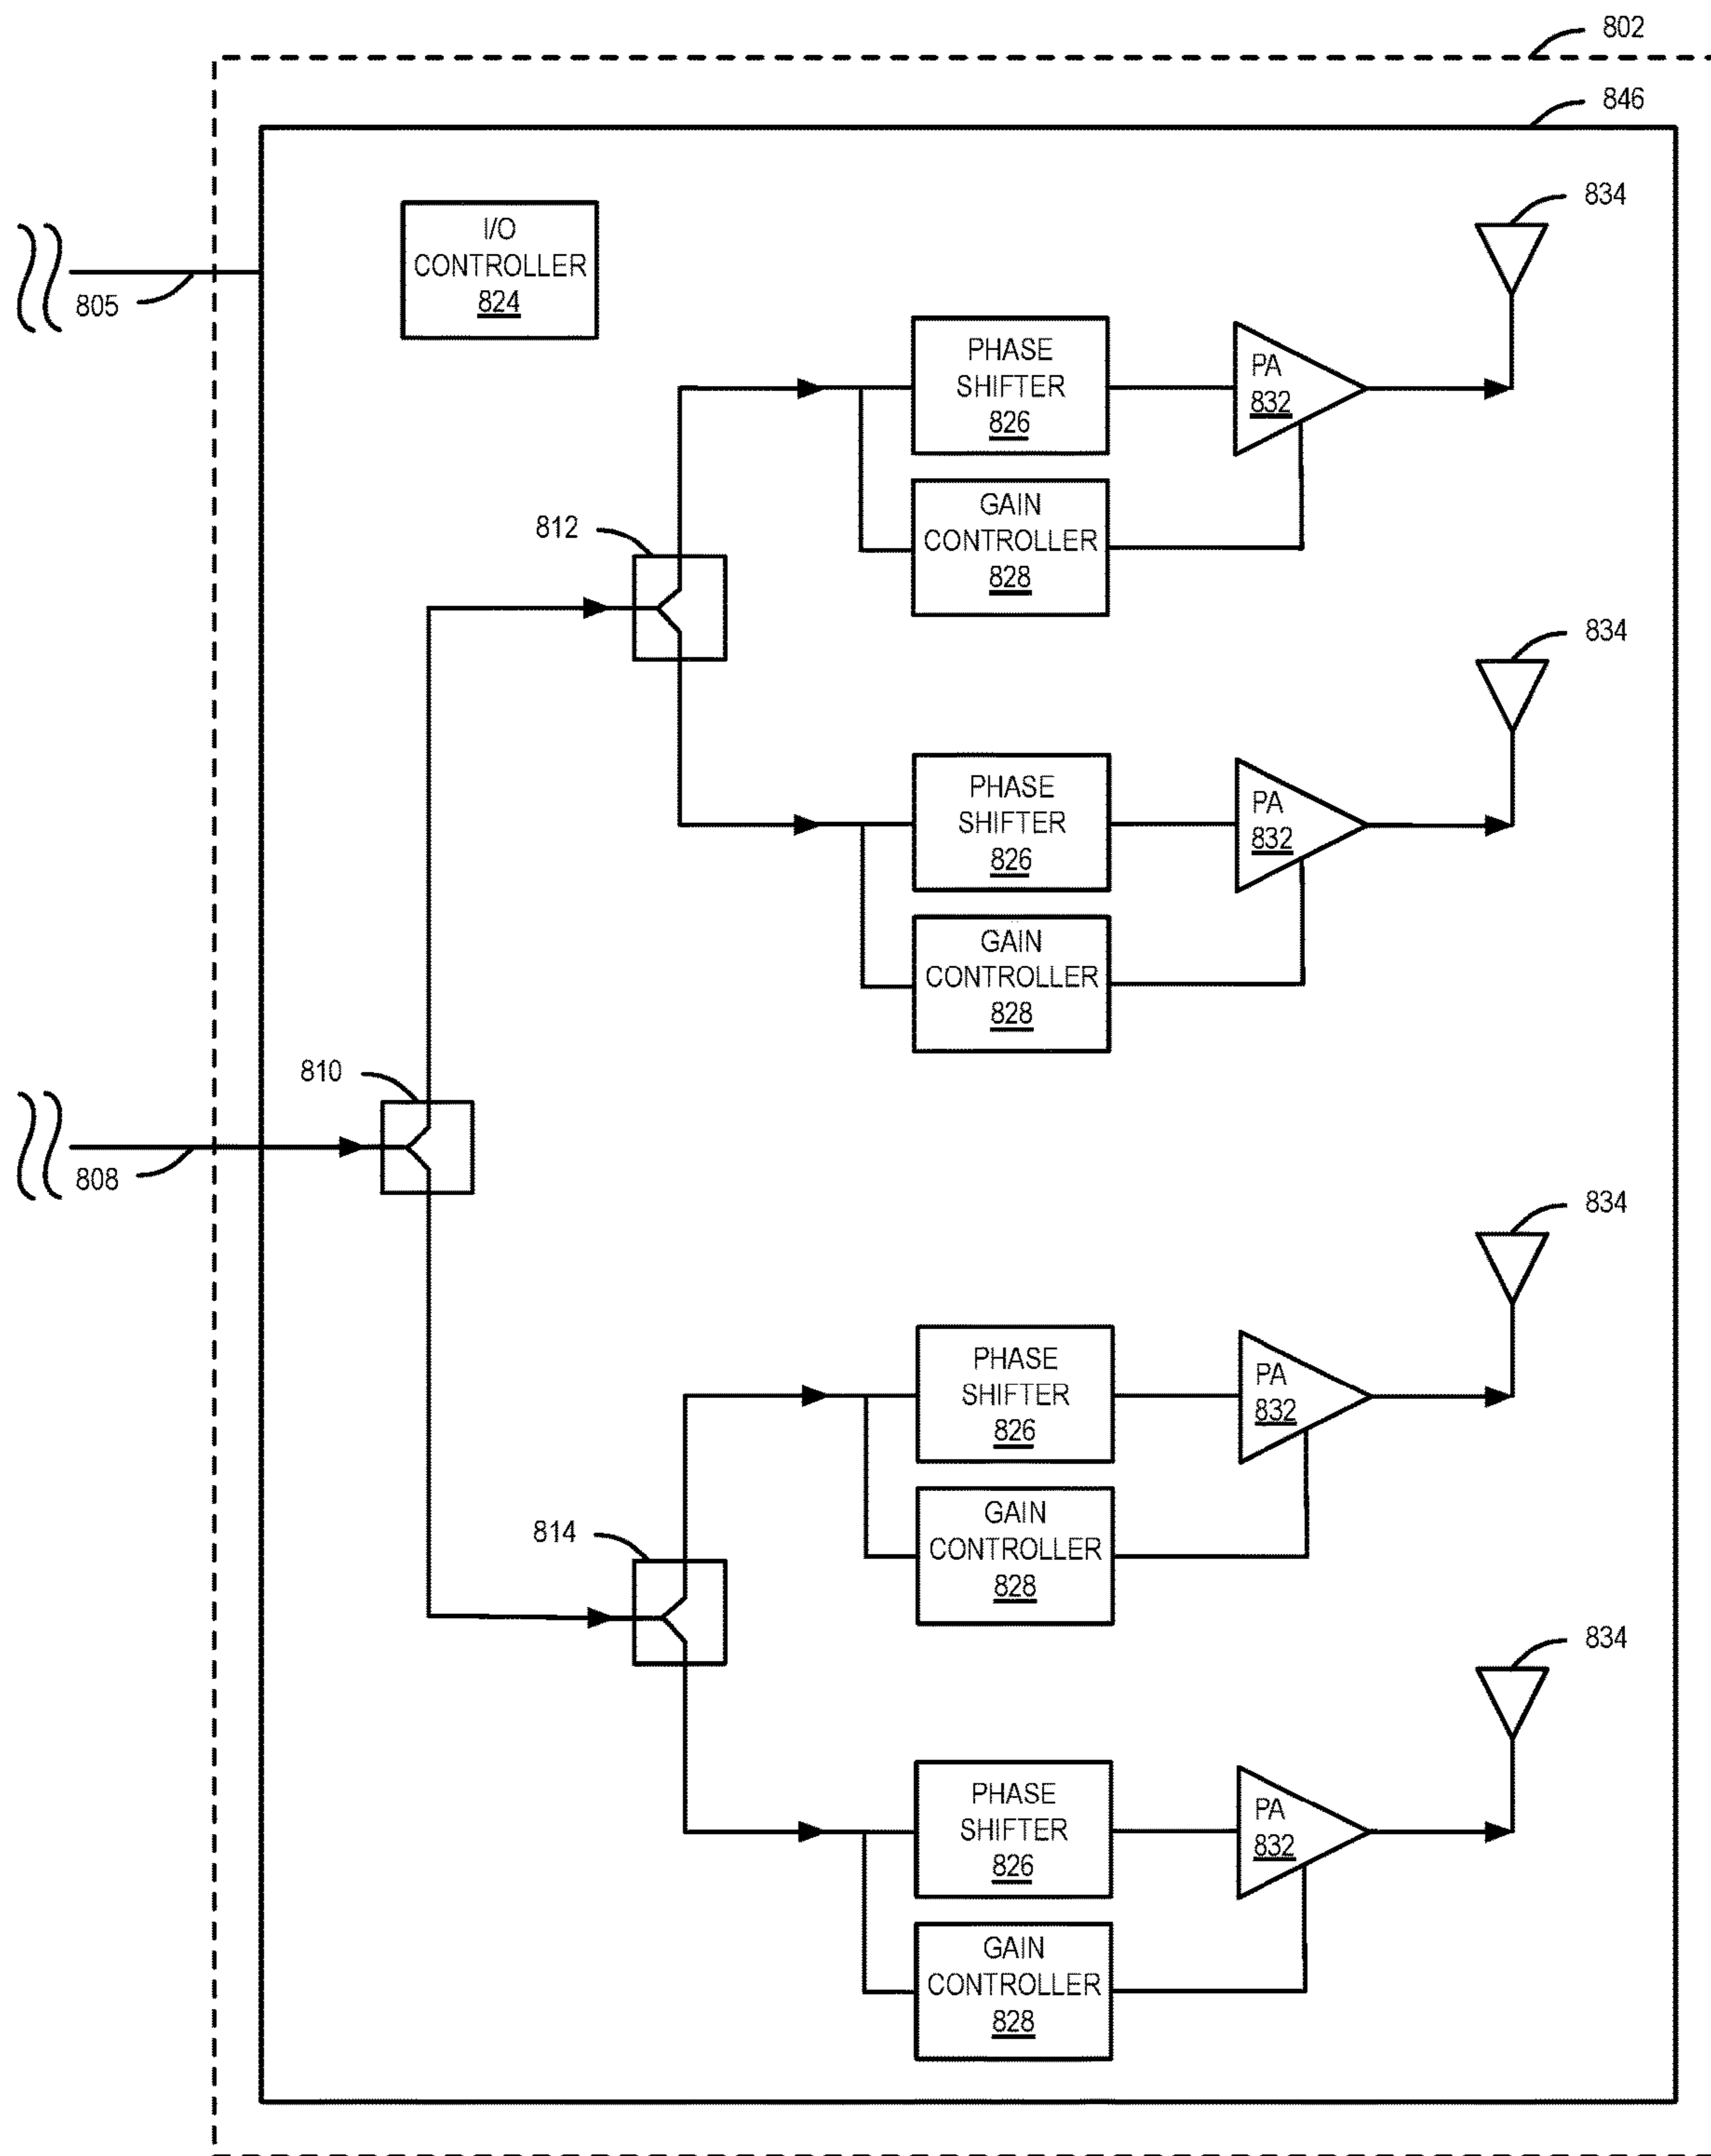 802
846
834
I/O
CONTROLLER
824
805
PHASE
SHIFTER
826
PA
832
GAIN
CONTROLLER
828
812
834
PHASE
SHIFTER
826
PA
832
GAIN
CONTROLLER
828
810
808
834
PHASE
SHIFTER
826
PA
832
GAIN
CONTROLLER
828
814
834
PHASE
SHIFTER
826
PA
832
GAIN
CONTROLLER
828